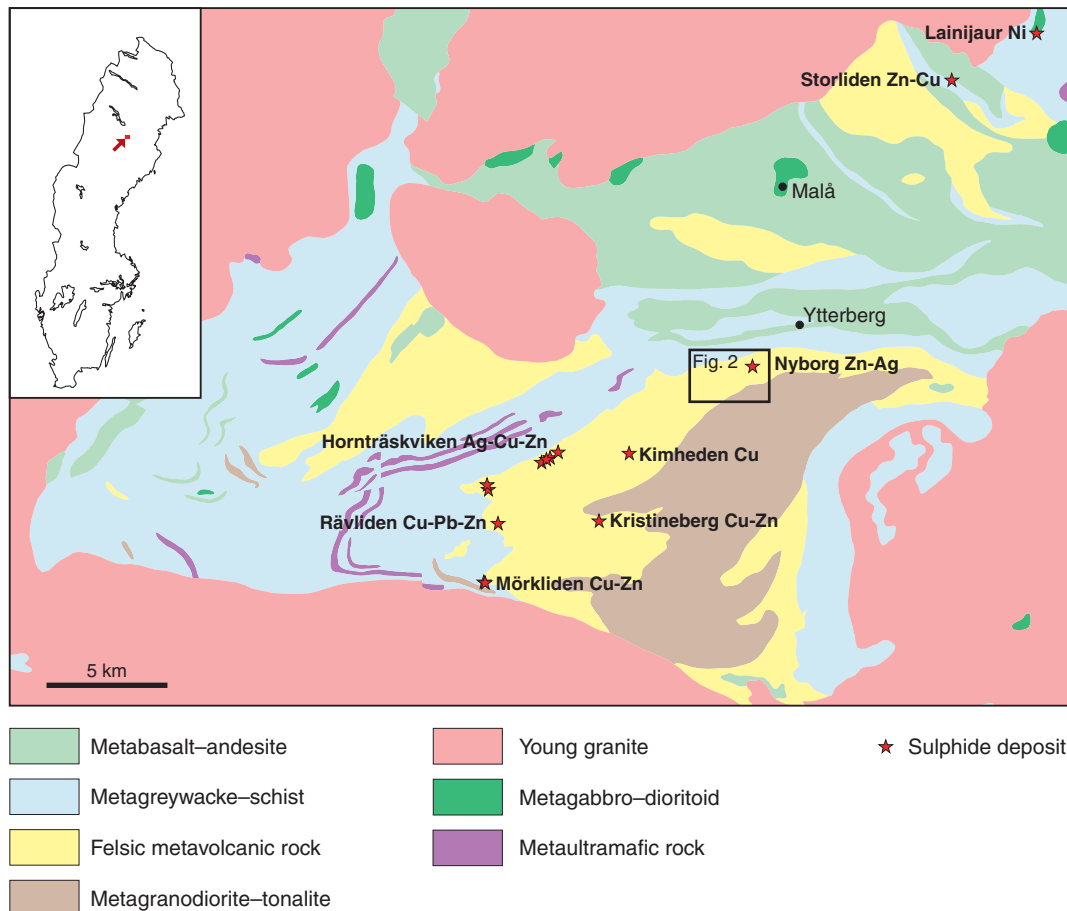 Lainijaur Ni
Storliden Zn-Cu
Malå
Ytterberg
Fig. 2
Nyborg Zn-Ag
Hornträskviken Ag-Cu-Zn
Kimheden Cu
Rävliden Cu-Pb-Zn
Kristineberg Cu-Zn
Mörkliden Cu-Zn
5 km
Metabasalt–andesite
Metagreywacke–schist
Felsic metavolcanic rock
Metagranodiorite–tonalite
Young granite
Metagabbro–dioritoid
Metaultramafic rock
Sulphide deposit